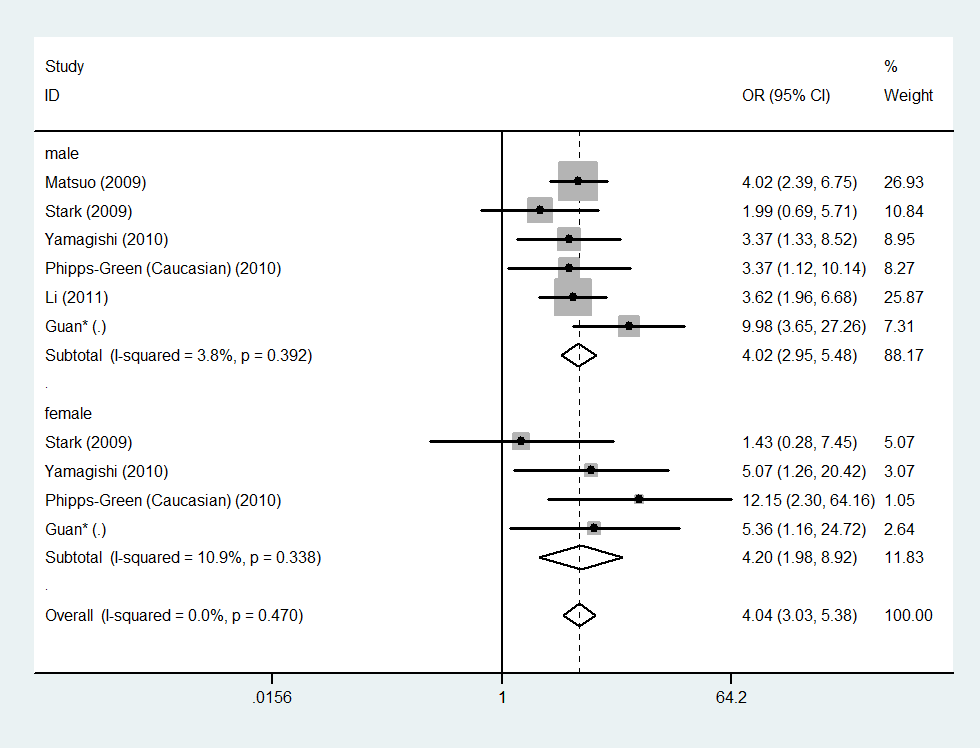 Study %
ID OR (95% CI) Weight
male
Matsuo (2009) 4.02 (2.39, 6.75) 26.93
Stark (2009) 1.99 (0.69, 5.71) 10.84
Yamagishi (2010) 3.37 (1.33, 8.52) 8.95
Phipps-Green (Caucasian) (2010) 3.37 (1.12, 10.14) 8.27
Li (2011) 3.62 (1.96, 6.68) 25.87
Guan* (.) 9.98 (3.65, 27.26) 7.31
Subtotal (I-squared = 3.8%, p = 0.392) 4.02 (2.95, 5.48) 88.17
.
female
Stark (2009) 1.43 (0.28, 7.45) 5.07
Yamagishi (2010) 5.07 (1.26, 20.42) 3.07
Phipps-Green (Caucasian) (2010) 12.15 (2.30, 64.16) 1.05
Guan* (.) 5.36 (1.16, 24.72) 2.64
Subtotal (I-squared = 10.9%, p = 0.338) 4.20 (1.98, 8.92) 11.83
.
Overall (I-squared = 0.0%, p = 0.470) 4.04 (3.03, 5.38) 100.00
.0156 1 64.2